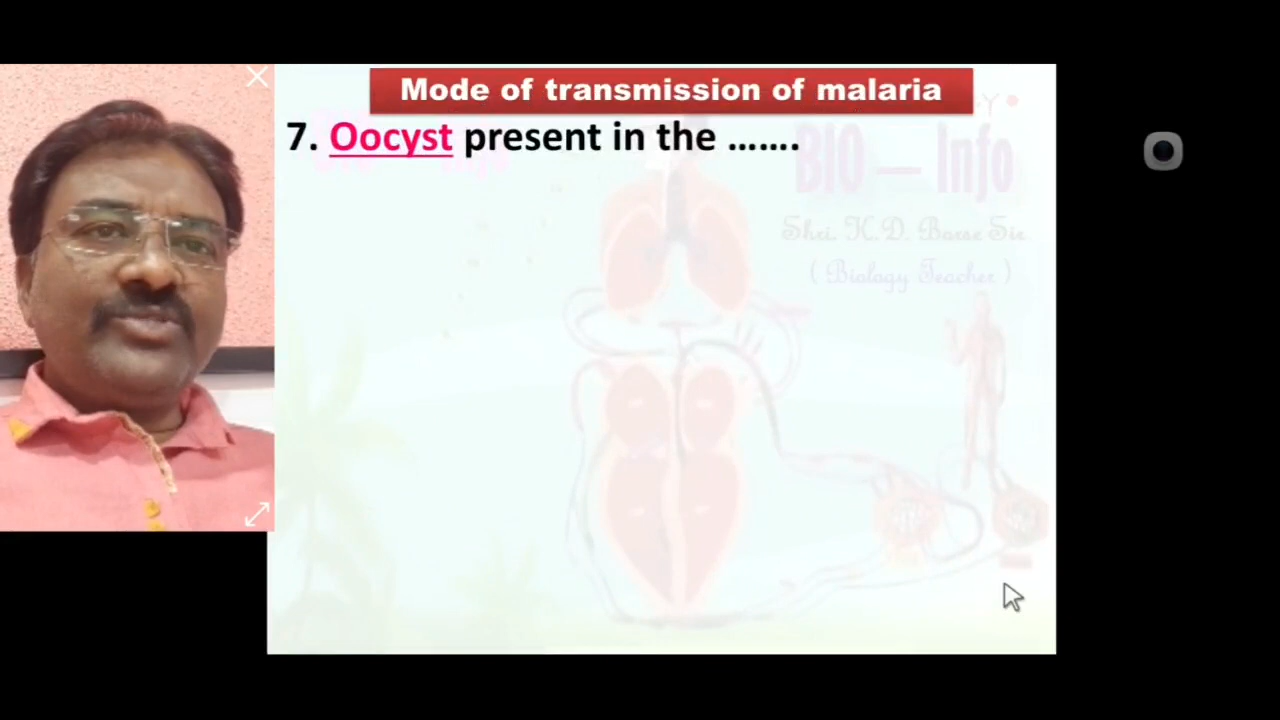 Mode of transmission of malaria
7. Oocyst present in the .......
BIO — Info
Shri. K.D. Borse Sir
( Biology Teacher )